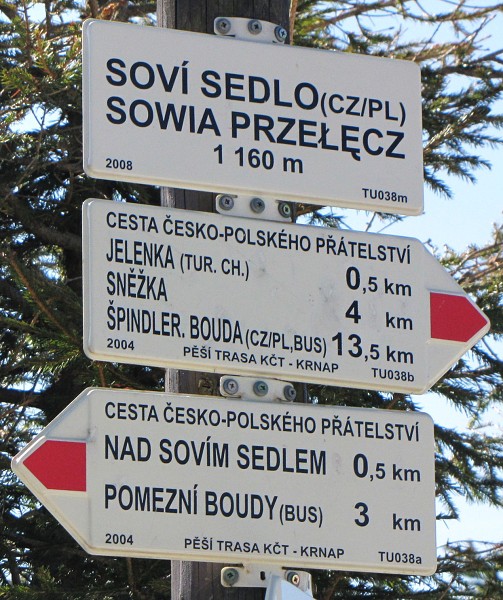 SOVÍ SEDLO (CZ/PL)
SOWIA PRZEŁĘCZ
1 160 m
2008 TU038m
CESTA ČESKO-POLSKÉHO PŘÁTELSTVÍ
JELENKA (TUR. CH.) 0,5 km
SNĚŽKA 4 km
ŠPINDLER. BOUDA (CZ/PL,BUS) 13,5 km
2004 PĚŠÍ TRASA KČT - KRNAP TU038b
CESTA ČESKO-POLSKÉHO PŘÁTELSTVÍ
NAD SOVÍM SEDLEM 0,5 km
POMEZNÍ BOUDY (BUS) 3 km
2004 PĚŠÍ TRASA KČT - KRNAP TU038a